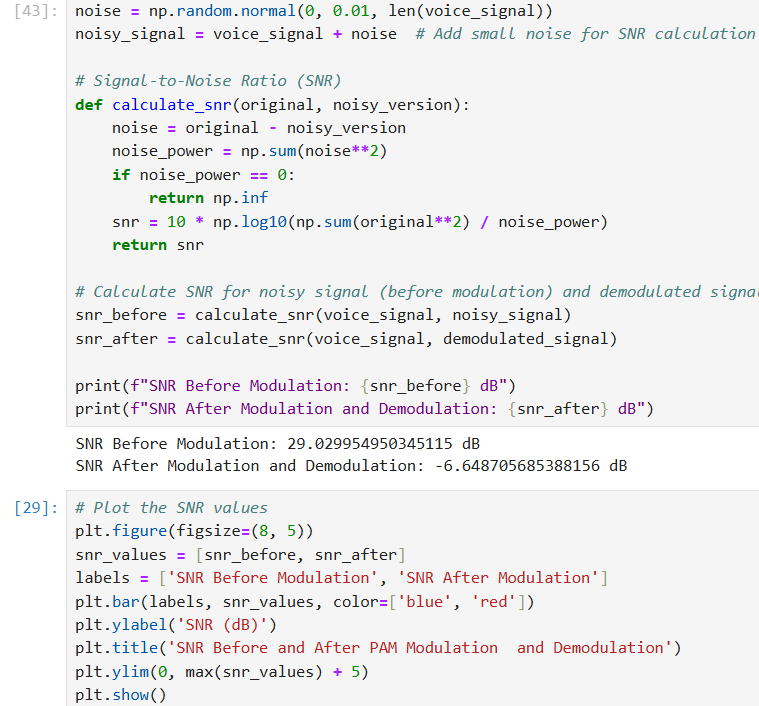 [43]: noise = np.random.normal(0, 0.01, len(voice_signal))
noisy_signal = voice_signal + noise  # Add small noise for SNR calculation

# Signal-to-Noise Ratio (SNR)
def calculate_snr(original, noisy_version):
    noise = original - noisy_version
    noise_power = np.sum(noise**2)
    if noise_power == 0:
        return np.inf
    snr = 10 * np.log10(np.sum(original**2) / noise_power)
    return snr

# Calculate SNR for noisy signal (before modulation) and demodulated signa
snr_before = calculate_snr(voice_signal, noisy_signal)
snr_after = calculate_snr(voice_signal, demodulated_signal)

print(f"SNR Before Modulation: {snr_before} dB")
print(f"SNR After Modulation and Demodulation: {snr_after} dB")
SNR Before Modulation: 29.029954950345115 dB
SNR After Modulation and Demodulation: -6.648705685388156 dB
[29]: # Plot the SNR values
plt.figure(figsize=(8, 5))
snr_values = [snr_before, snr_after]
labels = ['SNR Before Modulation', 'SNR After Modulation']
plt.bar(labels, snr_values, color=['blue', 'red'])
plt.ylabel('SNR (dB)')
plt.title('SNR Before and After PAM Modulation  and Demodulation')
plt.ylim(0, max(snr_values) + 5)
plt.show()